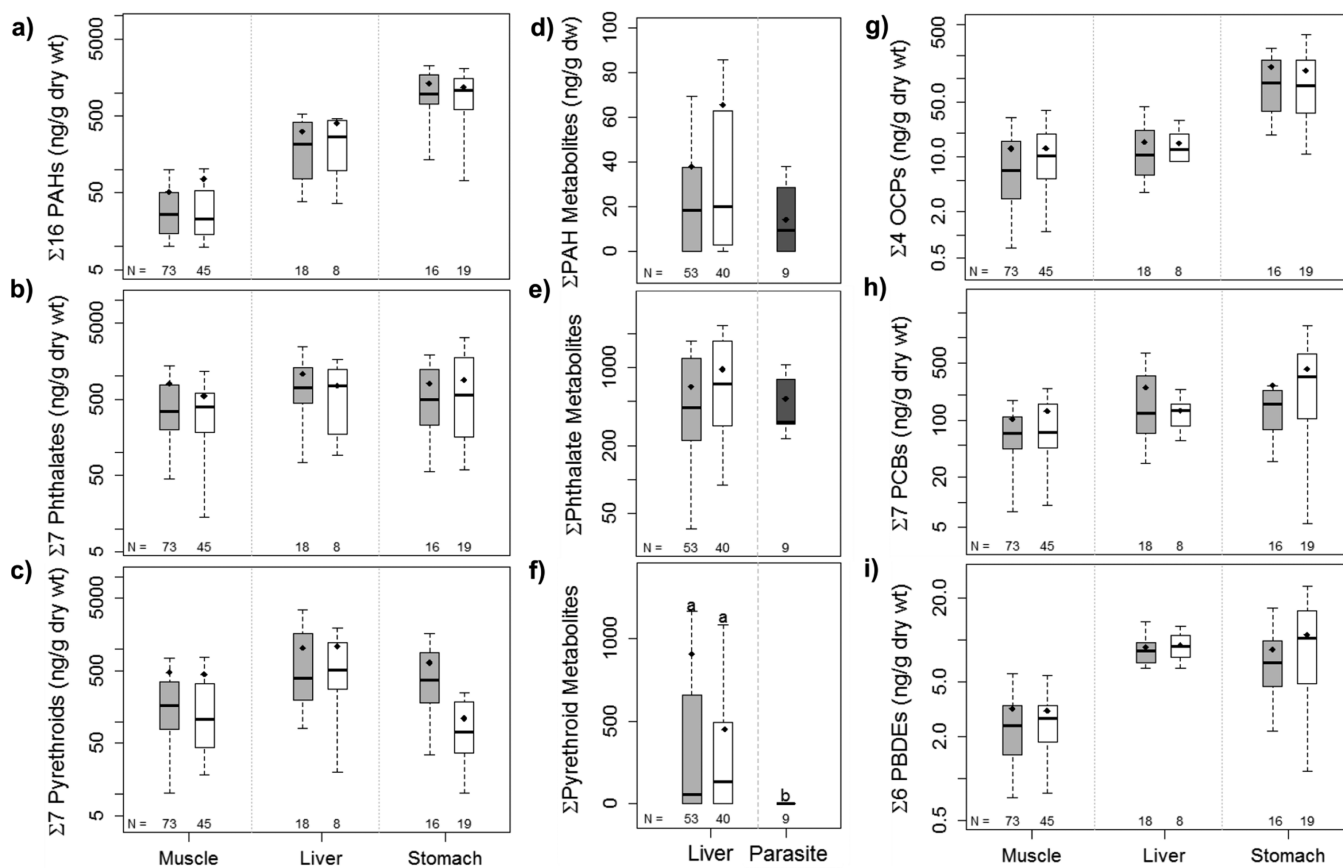 a)
Σ16 PAHs (ng/g dry wt)
5000
500
50
5
N = 73 45 18 8 16 19
b)
Σ7 Phthalates (ng/g dry wt)
5000
500
50
5
N = 73 45 18 8 16 19
c)
Σ7 Pyrethroids (ng/g dry wt)
5000
500
50
5
N = 73 45 18 8 16 19
Muscle Liver Stomach
d)
ΣPAH Metabolites (ng/g dw)
100
80
60
40
20
0
N = 53 40 9
e)
ΣPhthalate Metabolites
1000
200
50
N = 53 40 9
f)
ΣPyrethroid Metabolites
1000
500
0
a a b
N = 53 40 9
Liver Parasite
g)
Σ4 OCPs (ng/g dry wt)
500
50.0
10.0
2.0
0.5
N = 73 45 18 8 16 19
h)
Σ7 PCBs (ng/g dry wt)
500
100
20
5
N = 73 45 18 8 16 19
i)
Σ6 PBDEs (ng/g dry wt)
20.0
5.0
2.0
0.5
N = 73 45 18 8 16 19
Muscle Liver Stomach